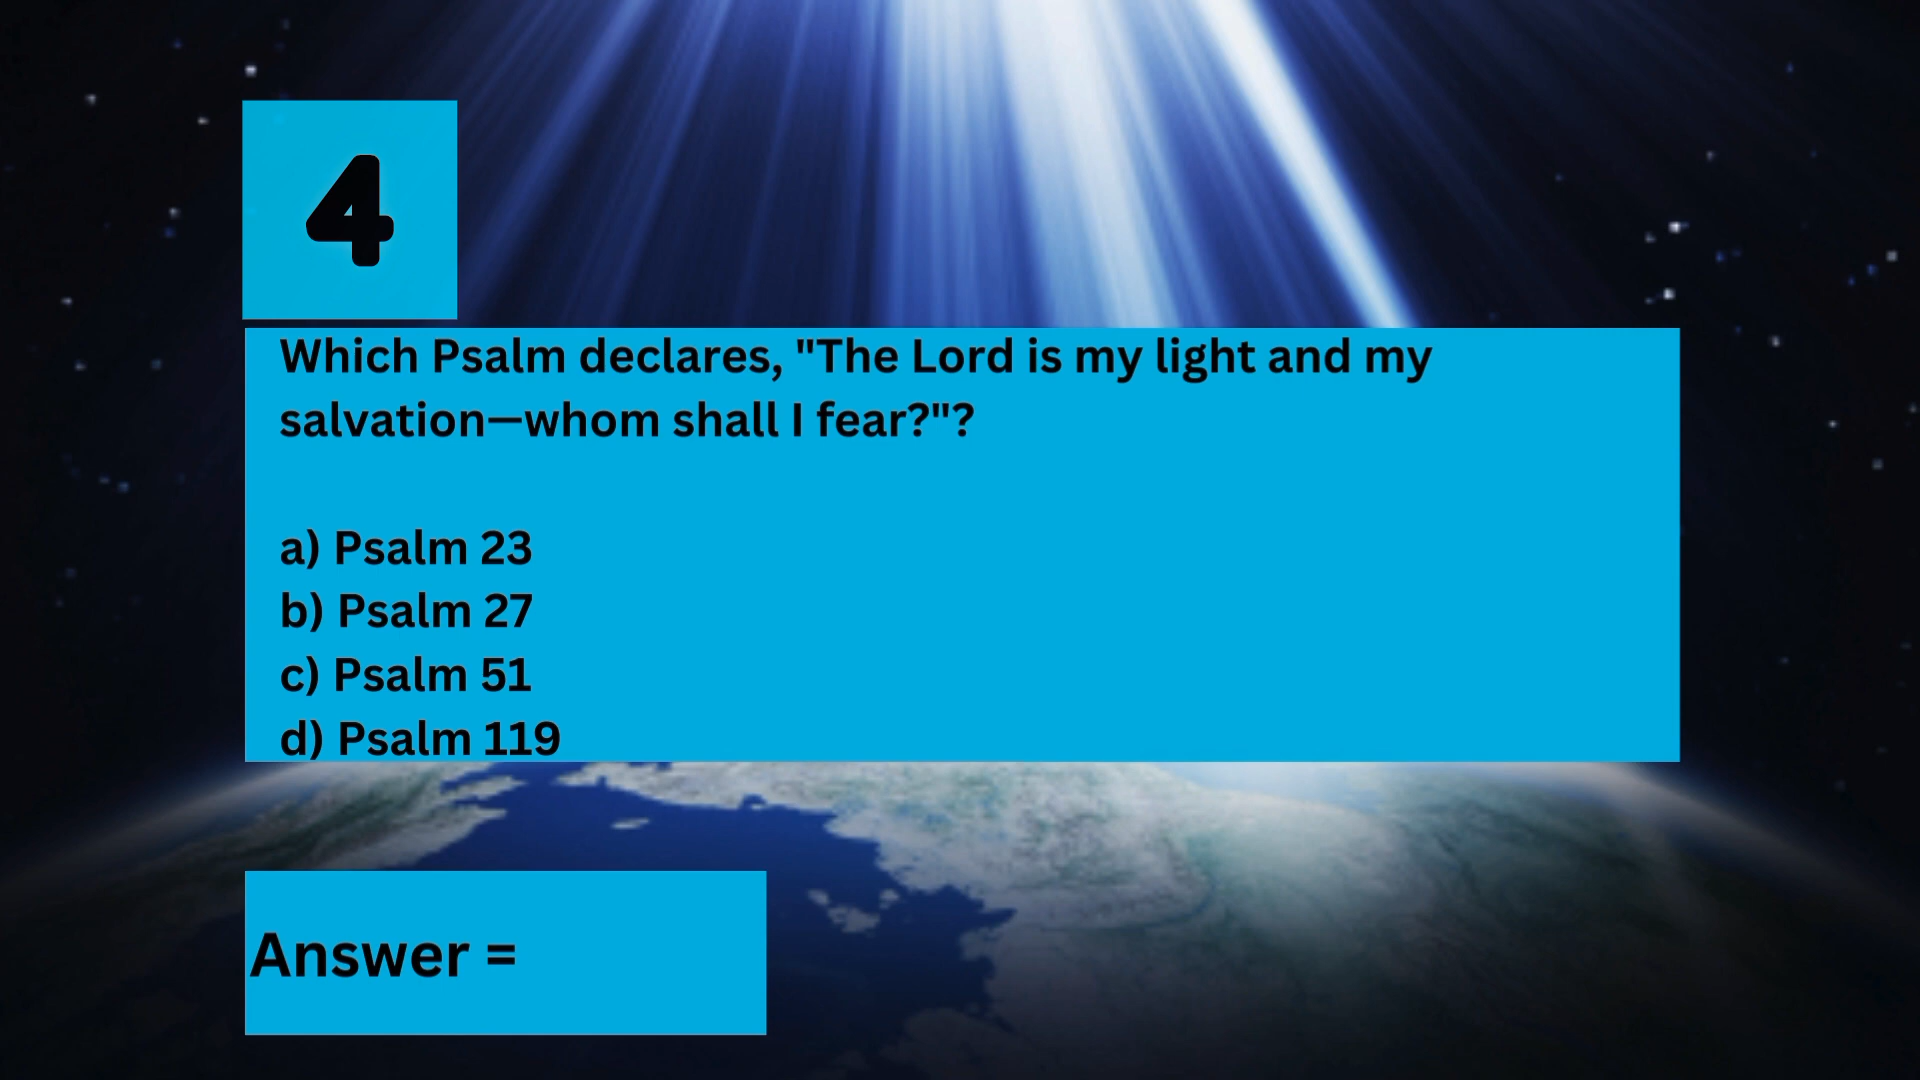 4
Which Psalm declares, "The Lord is my light and my
salvation—whom shall I fear?"?
a) Psalm 23
b) Psalm 27
c) Psalm 51
d) Psalm 119
Answer =